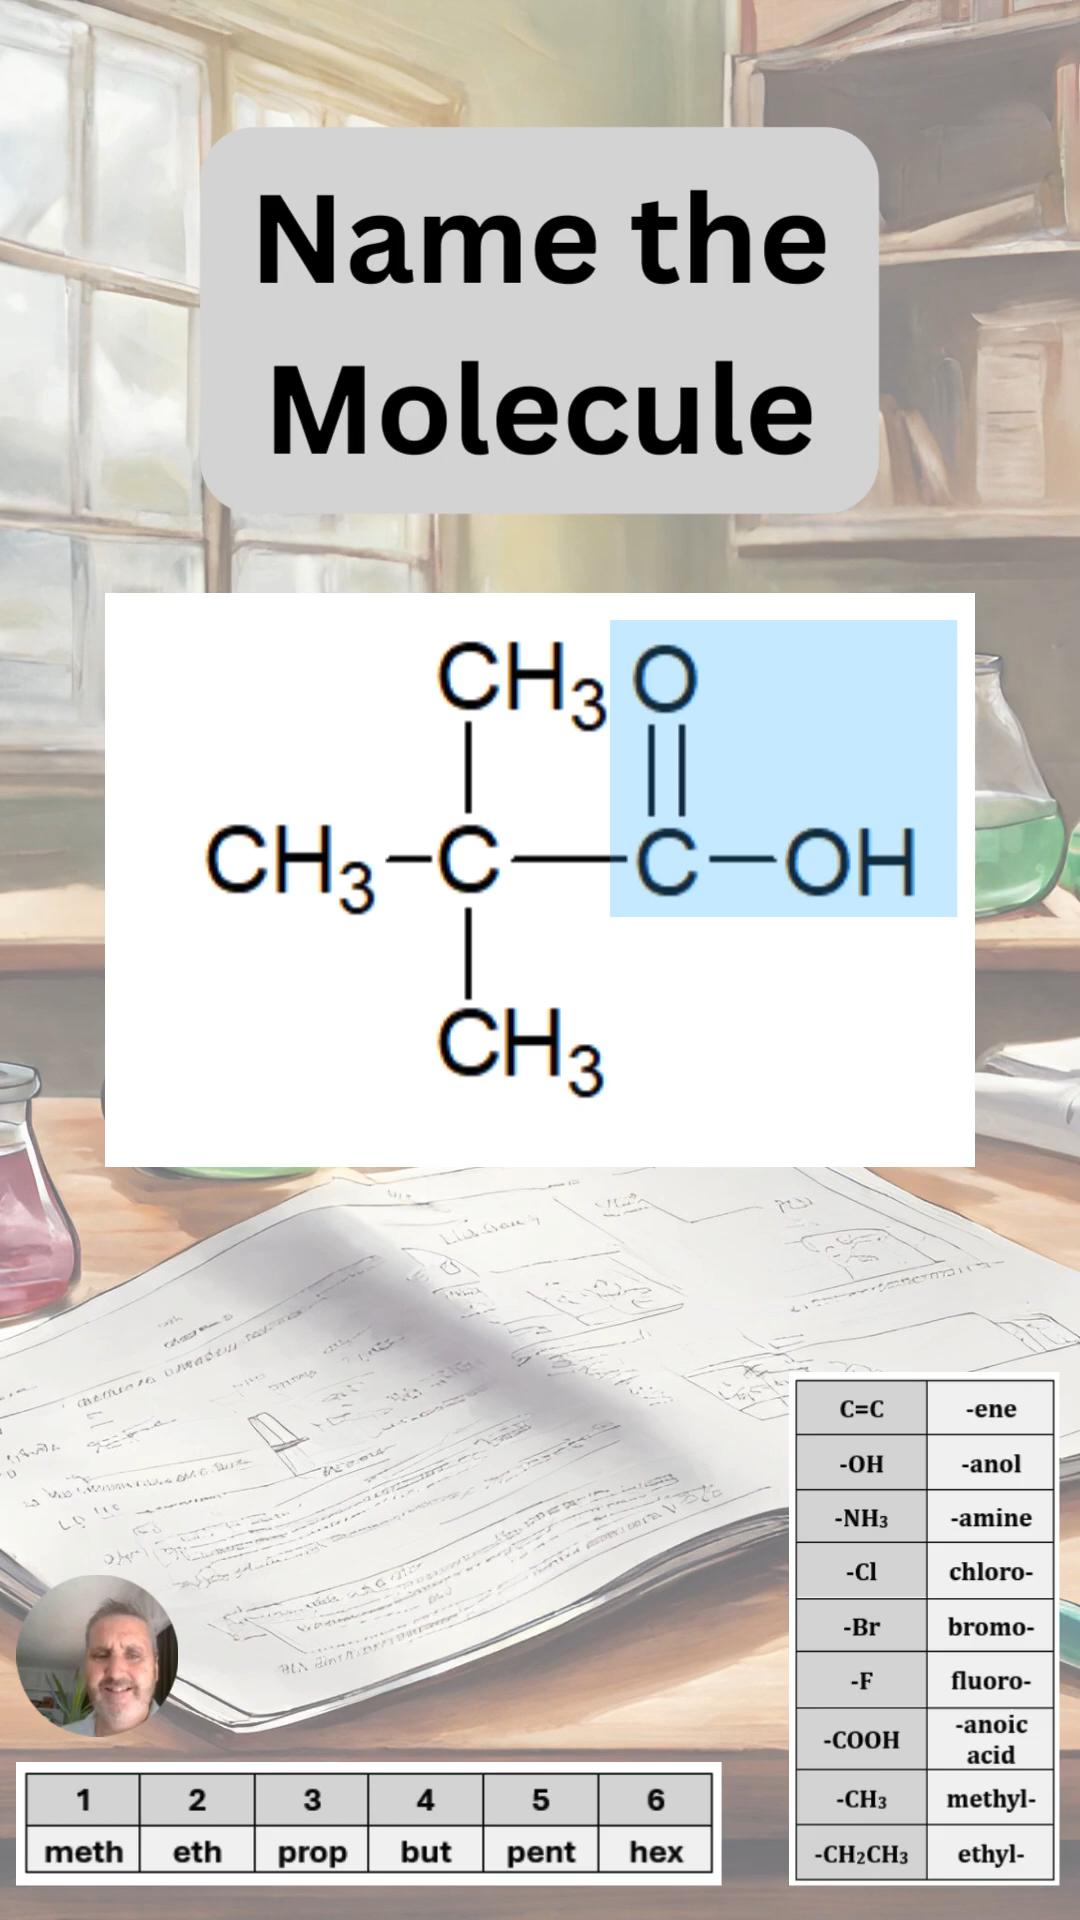 Name the
Molecule
CH3 O
CH3-C-C-OH
CH3
C=C -ene
-OH -anol
-NH3 -amine
-Cl chloro-
-Br bromo-
-F fluoro-
-COOH -anoic acid
-CH3 methyl-
-CH2CH3 ethyl-
1 2 3 4 5 6
meth eth prop but pent hex